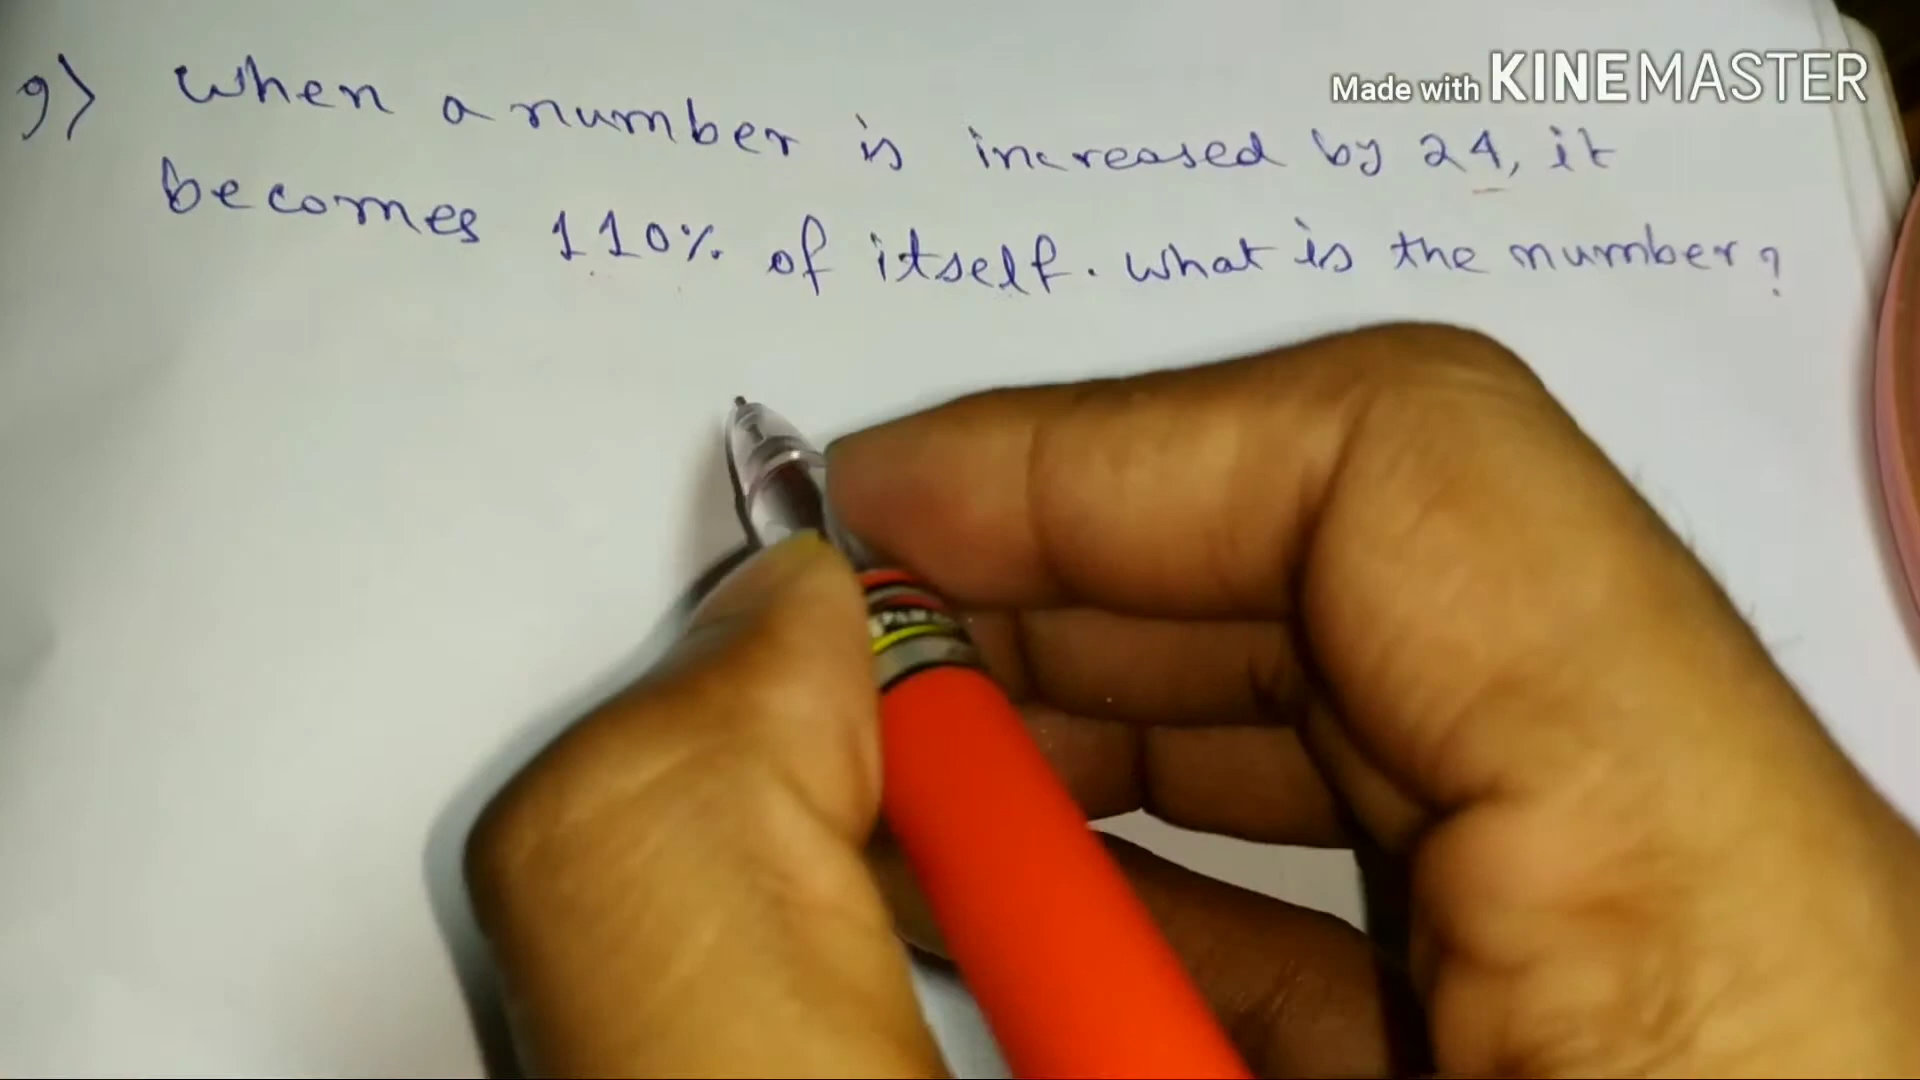 9) When a number is increased by 24, it
becomes 110% of itself. What is the number?
Made with KINEMASTER